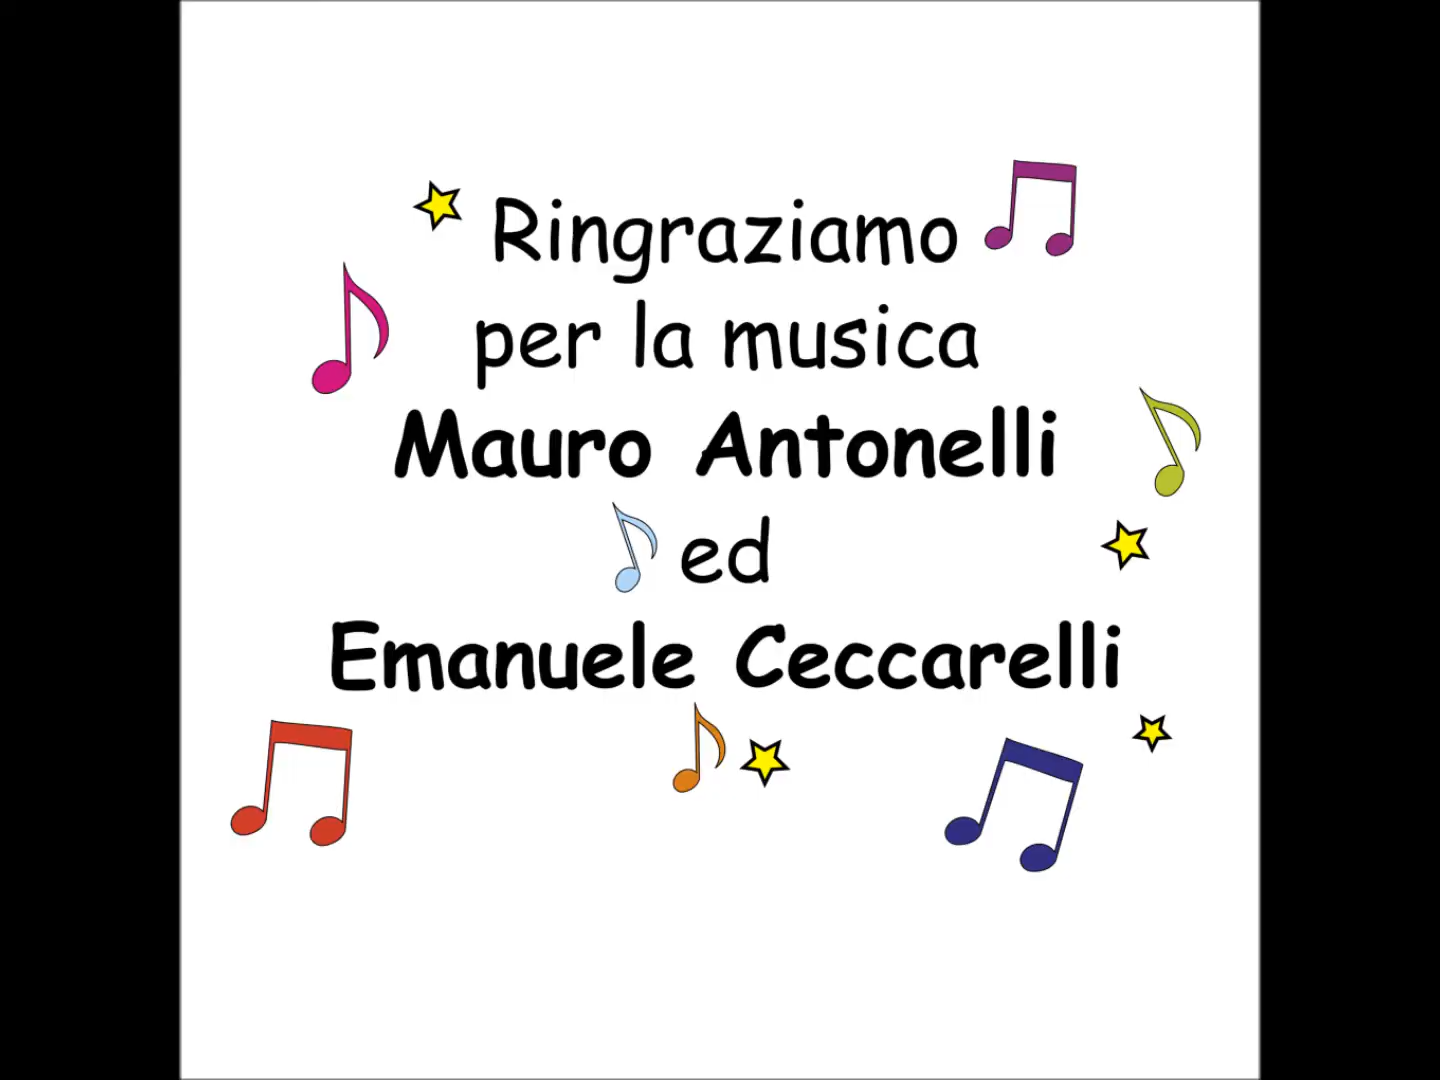 Ringraziamo
per la musica
Mauro Antonelli
ed
Emanuele Ceccarelli